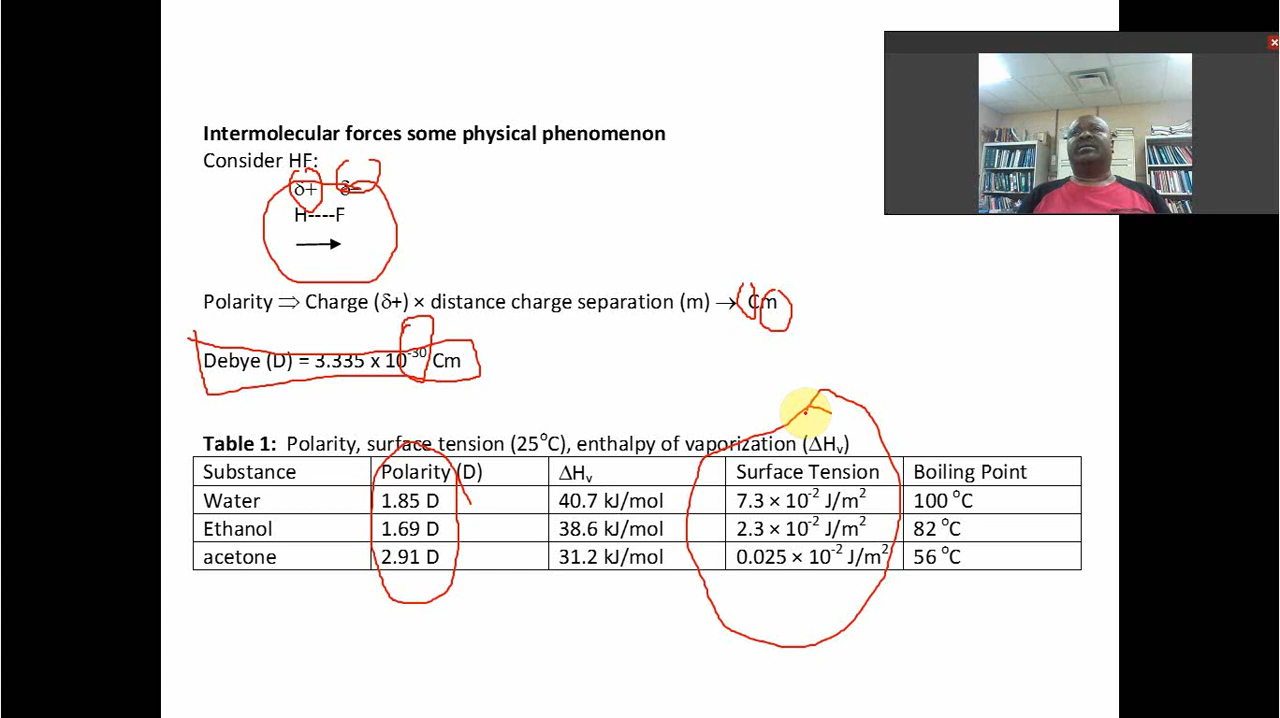 Intermolecular forces some physical phenomenon
Consider HF:
δ+ δ−
H----F
Polarity ⇒ Charge (δ+) × distance charge separation (m) → Cm
Debye (D) = 3.335 x 10⁻³⁰ Cm
Table 1: Polarity, surface tension (25°C), enthalpy of vaporization (ΔHᵥ)
Substance Polarity (D) ΔHᵥ Surface Tension Boiling Point
Water 1.85 D 40.7 kJ/mol 7.3 × 10⁻² J/m² 100 °C
Ethanol 1.69 D 38.6 kJ/mol 2.3 × 10⁻² J/m² 82 °C
acetone 2.91 D 31.2 kJ/mol 0.025 × 10⁻² J/m² 56 °C